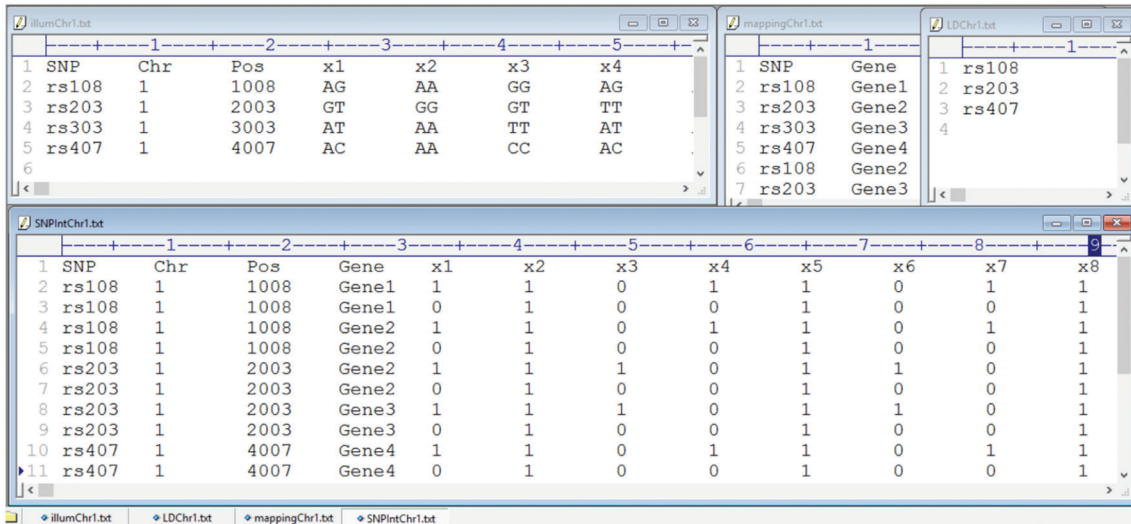 illumChr1.txt
----+----1----+----2----+----3----+----4----+----5----+-
1 SNP Chr Pos x1 x2 x3 x4
2 rs108 1 1008 AG AA GG AG
3 rs203 1 2003 GT GG GT TT
4 rs303 1 3003 AT AA TT AT
5 rs407 1 4007 AC AA CC AC
6
mappingChr1.txt
----+----1----
1 SNP Gene
2 rs108 Gene1
3 rs203 Gene2
4 rs303 Gene3
5 rs407 Gene4
6 rs108 Gene2
7 rs203 Gene3
LDChr1.txt
----+----1----
1 rs108
2 rs203
3 rs407
4
SNPIntChr1.txt
----+----1----+----2----+----3----+----4----+----5----+----6----+----7----+----8----+----9-
1 SNP Chr Pos Gene x1 x2 x3 x4 x5 x6 x7 x8
2 rs108 1 1008 Gene1 1 1 0 1 1 0 1 1
3 rs108 1 1008 Gene1 0 1 0 0 1 0 0 1
4 rs108 1 1008 Gene2 1 1 0 1 1 0 1 1
5 rs108 1 1008 Gene2 0 1 0 0 1 0 0 1
6 rs203 1 2003 Gene2 1 1 1 0 1 1 0 1
7 rs203 1 2003 Gene2 0 1 0 0 1 0 0 1
8 rs203 1 2003 Gene3 1 1 1 0 1 1 0 1
9 rs203 1 2003 Gene3 0 1 0 0 1 0 0 1
10 rs407 1 4007 Gene4 1 1 0 1 1 0 1 1
11 rs407 1 4007 Gene4 0 1 0 0 1 0 0 1
illumChr1.txt LDChr1.txt mappingChr1.txt SNPIntChr1.txt